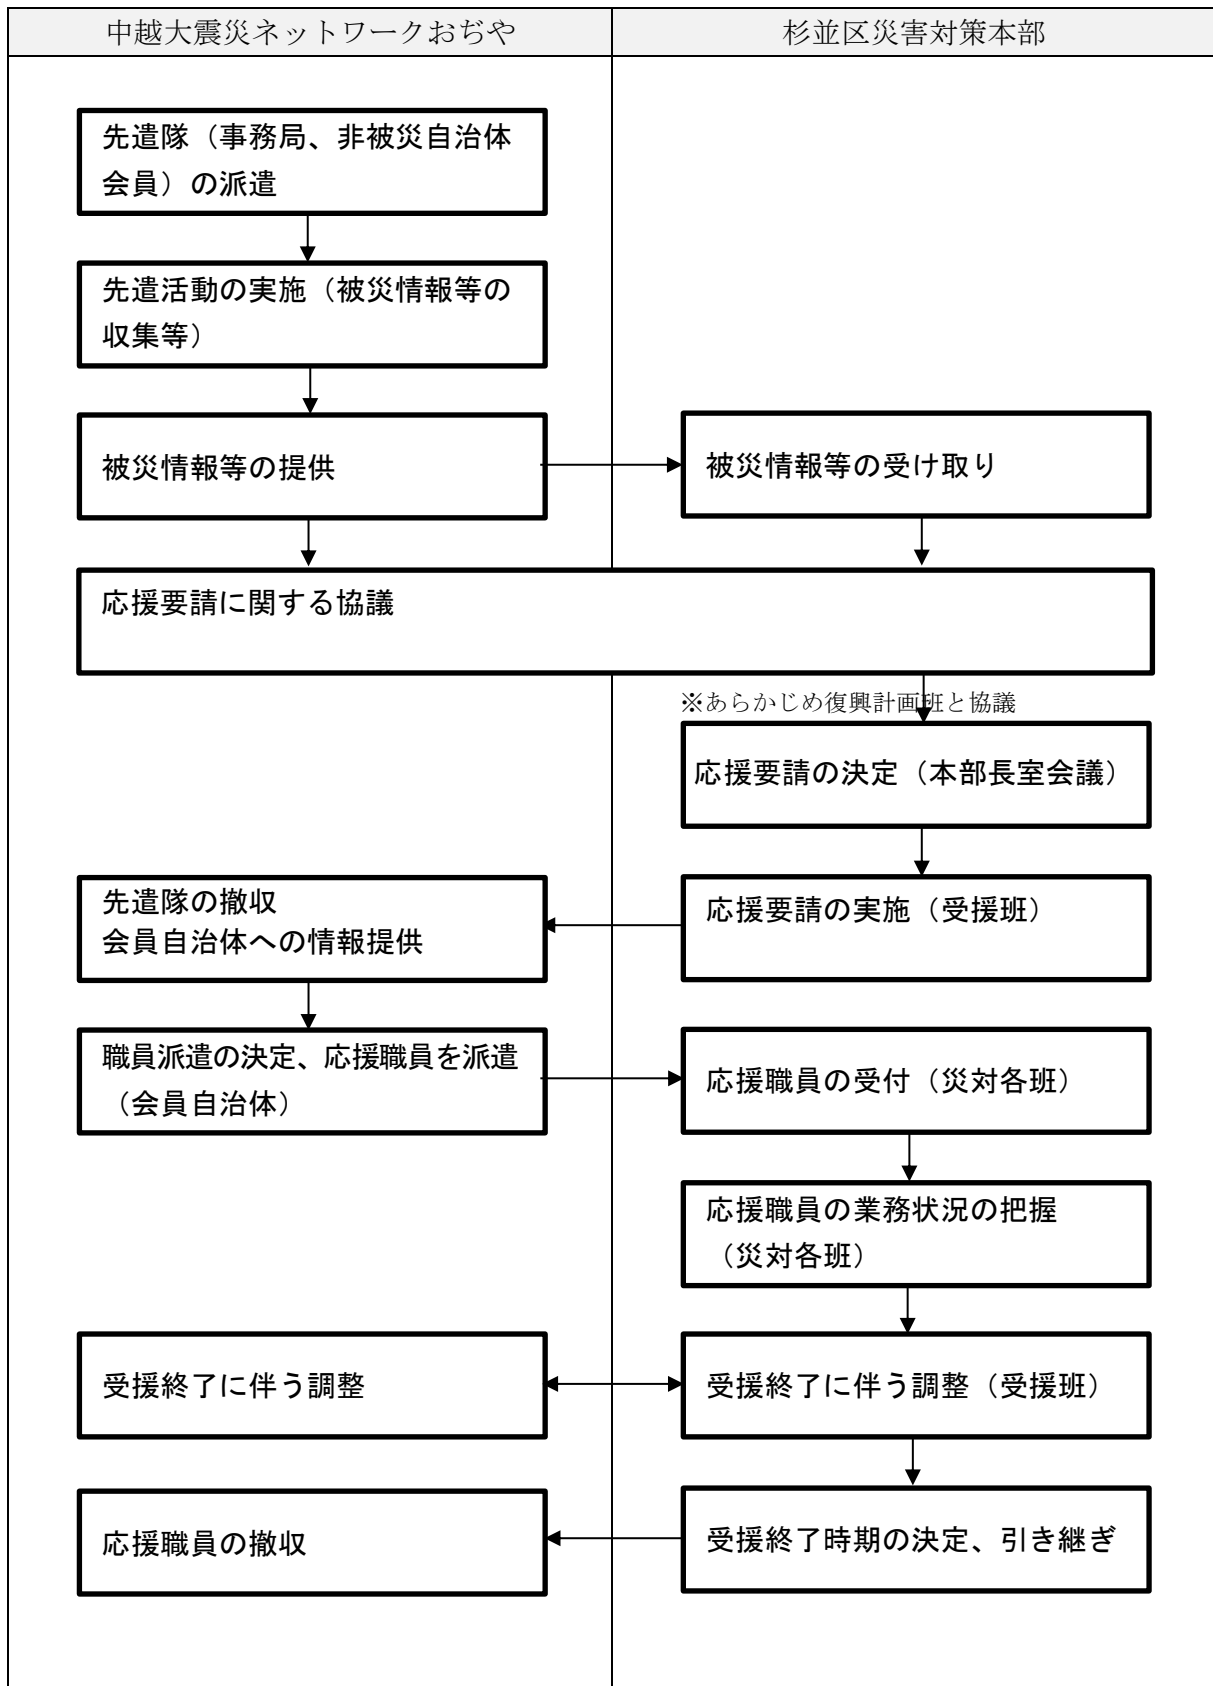 中越大震災ネットワークおぢや
杉並区災害対策本部
先遣隊（事務局、非被災自治体
会員）の派遣
先遣活動の実施（被災情報等の
収集等）
被災情報等の提供
被災情報等の受け取り
応援要請に関する協議
※あらかじめ復興計画班と協議
応援要請の決定（本部長室会議）
応援要請の実施（受援班）
先遣隊の撤収
会員自治体への情報提供
職員派遣の決定、応援職員を派遣
（会員自治体）
応援職員の受付（災対各班）
応援職員の業務状況の把握
（災対各班）
受援終了に伴う調整
受援終了に伴う調整（受援班）
受援終了時期の決定、引き継ぎ
応援職員の撤収